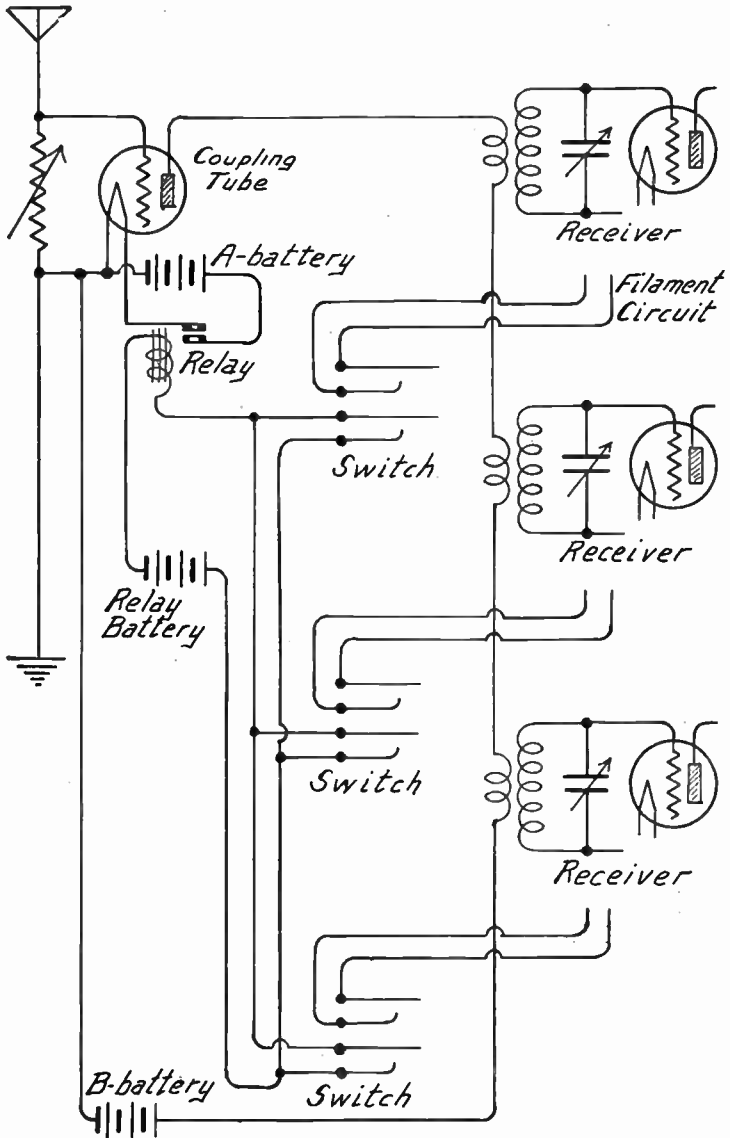 Coupling
Tube
Receiver
A-battery
Filament
Circuit
Relay
Switch
Receiver
Relay
Battery
Switch
Receiver
B-battery
Switch